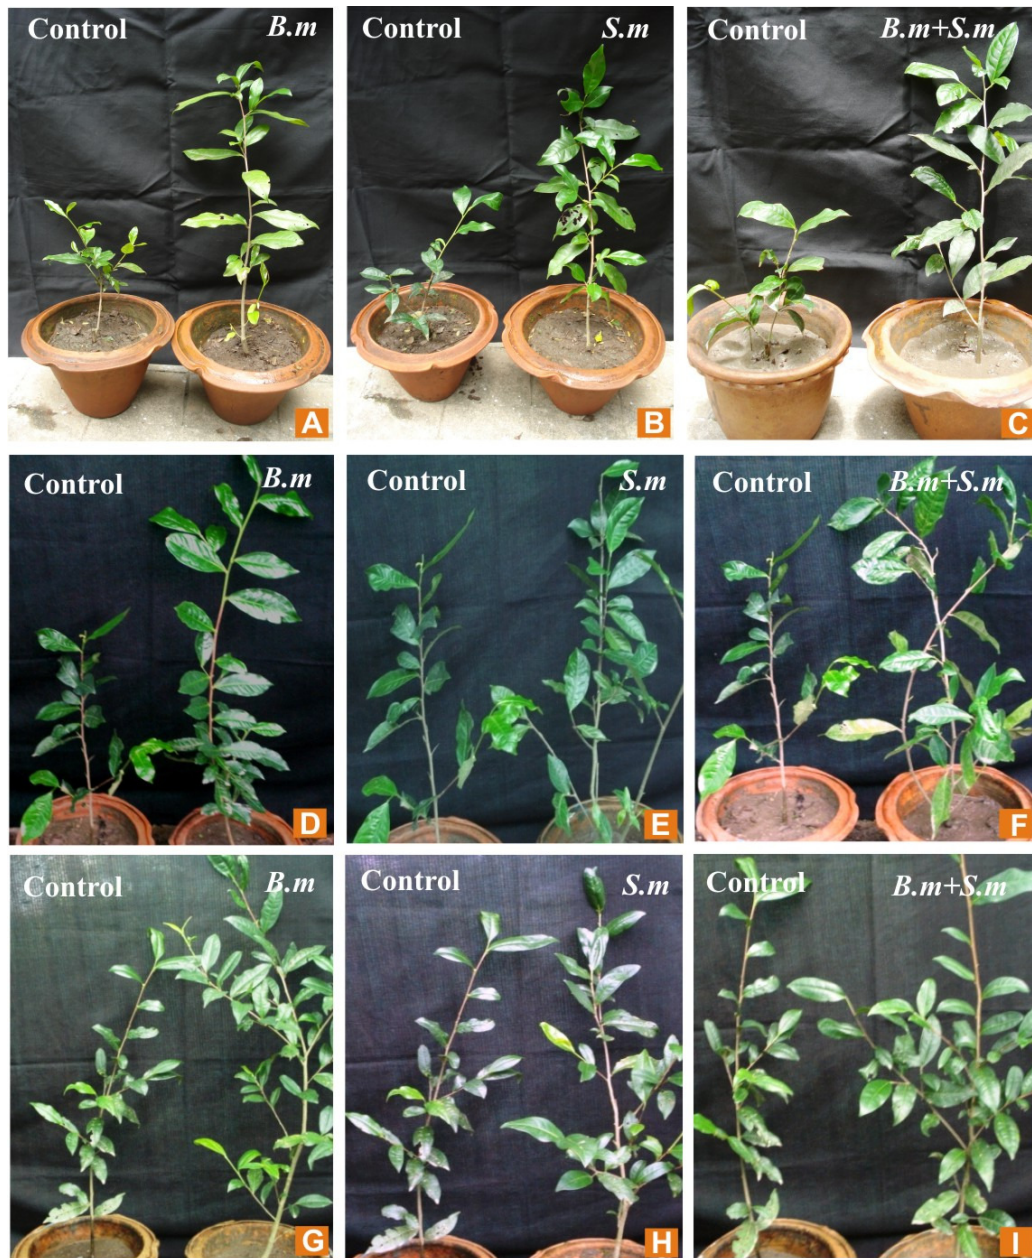 Control B.m
A
Control S.m
B
Control B.m+S.m
C
Control B.m
D
Control S.m
E
Control B.m+S.m
F
Control B.m
G
Control S.m
H
Control B.m+S.m
I